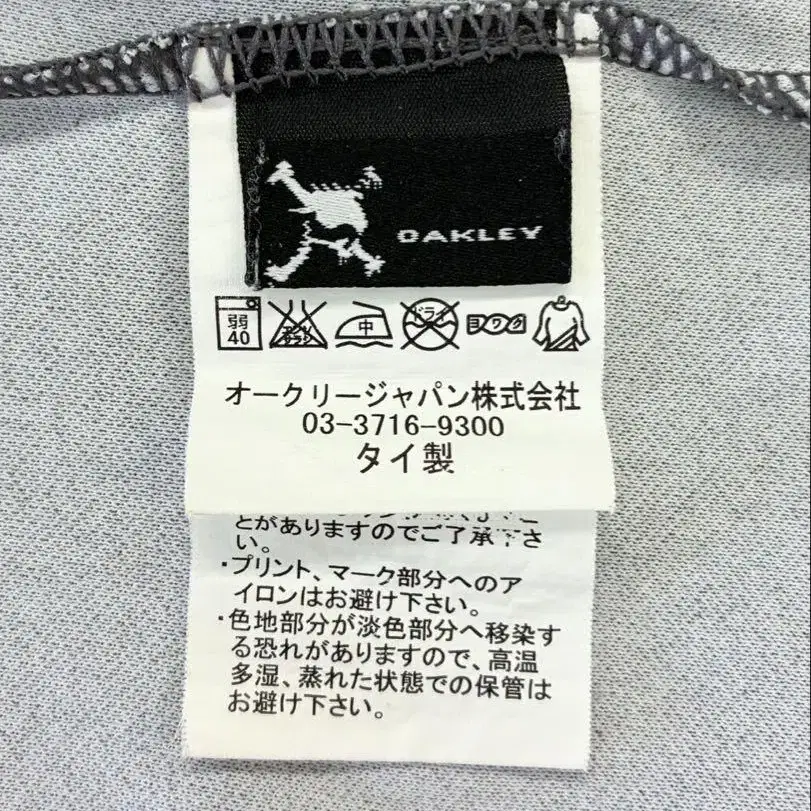 OAKLEY
弱
40
中
ドライ
ヨワク
オークリージャパン株式会社
03-3716-9300
タイ製
とがありますのでご了承下さ
い。
・プリント、マーク部分へのア
イロンはお避け下さい。
・色地部分が淡色部分へ移染す
る恐れがありますので、高温
多湿、蒸れた状態での保管は
お避け下さい。